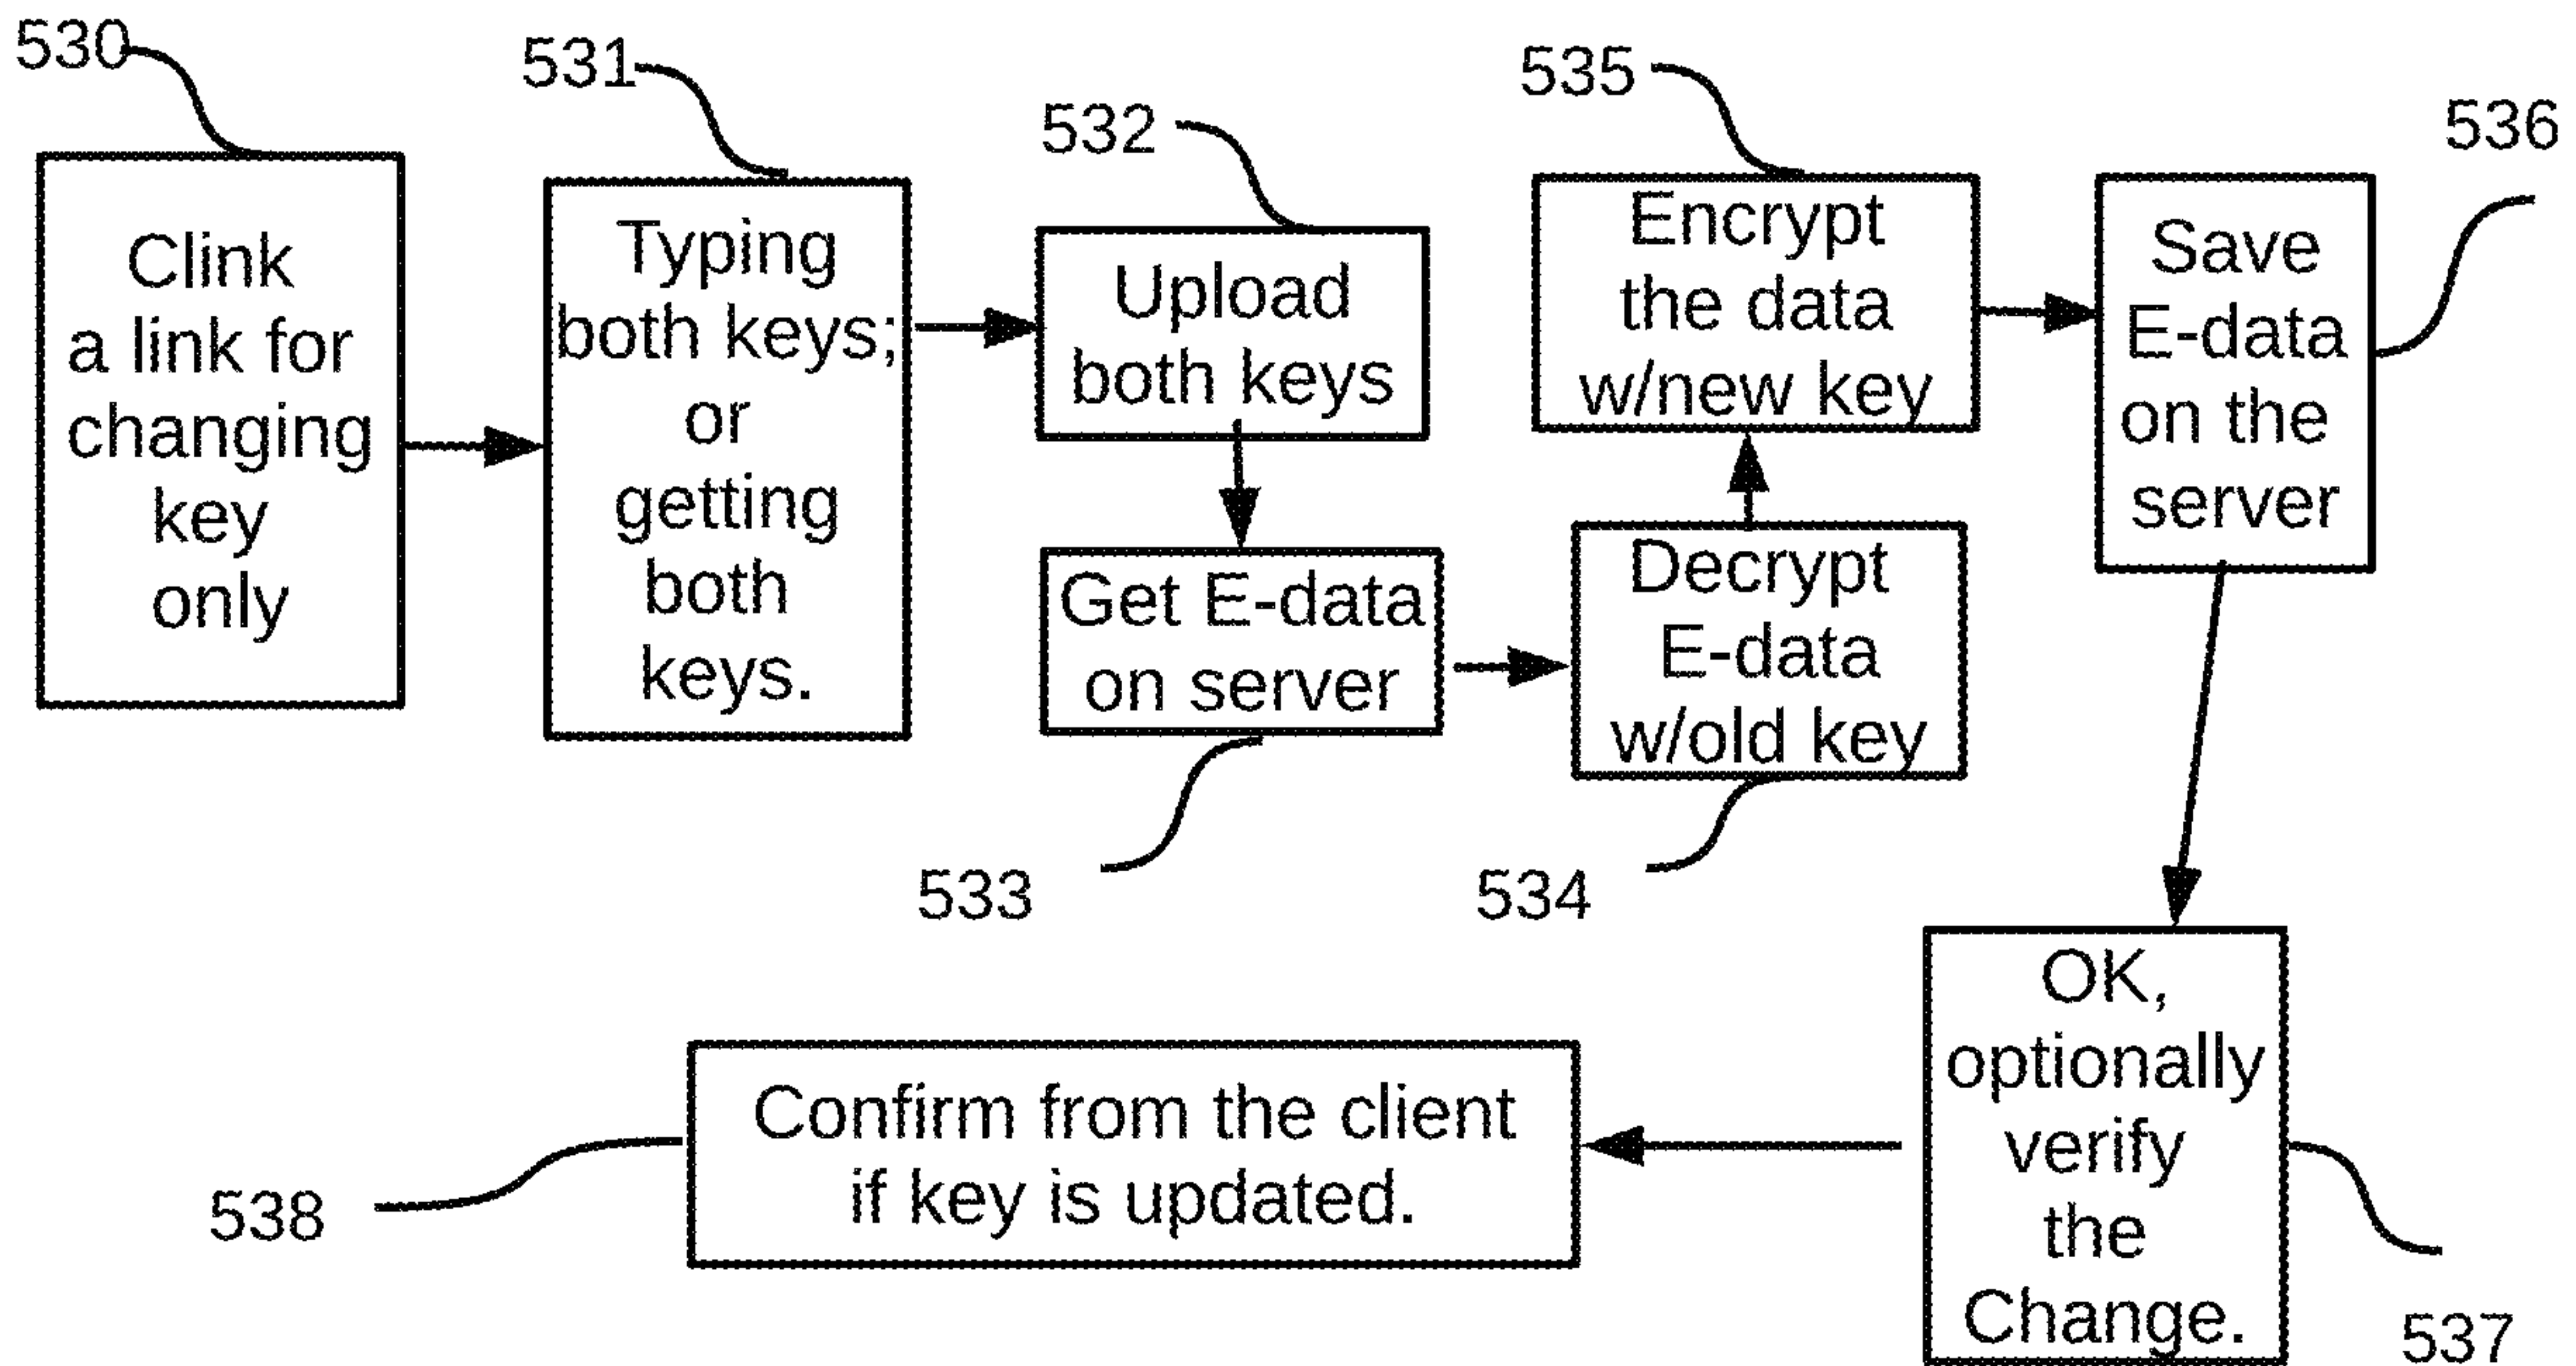 530
Clink
a link for
changing
key
only
531
Typing
both keys;
or
getting
both
keys.
532
Upload
both keys
533
Get E-data
on server
534
Decrypt
E-data
w/old key
535
Encrypt
the data
w/new key
536
Save
E-data
on the
server
537
OK,
optionally
verify
the
Change.
538
Confirm from the client
if key is updated.